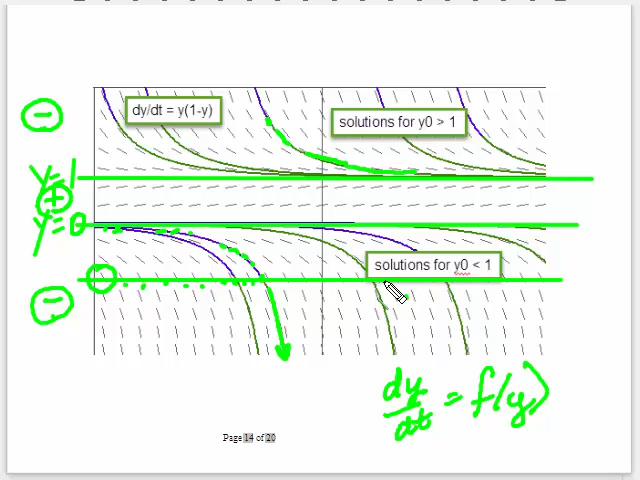 dy/dt = y(1-y)
solutions for y0 > 1
−
y=1
+
y=0
solutions for y0 < 1
−
dy/dt = f(y)
Page 14 of 20